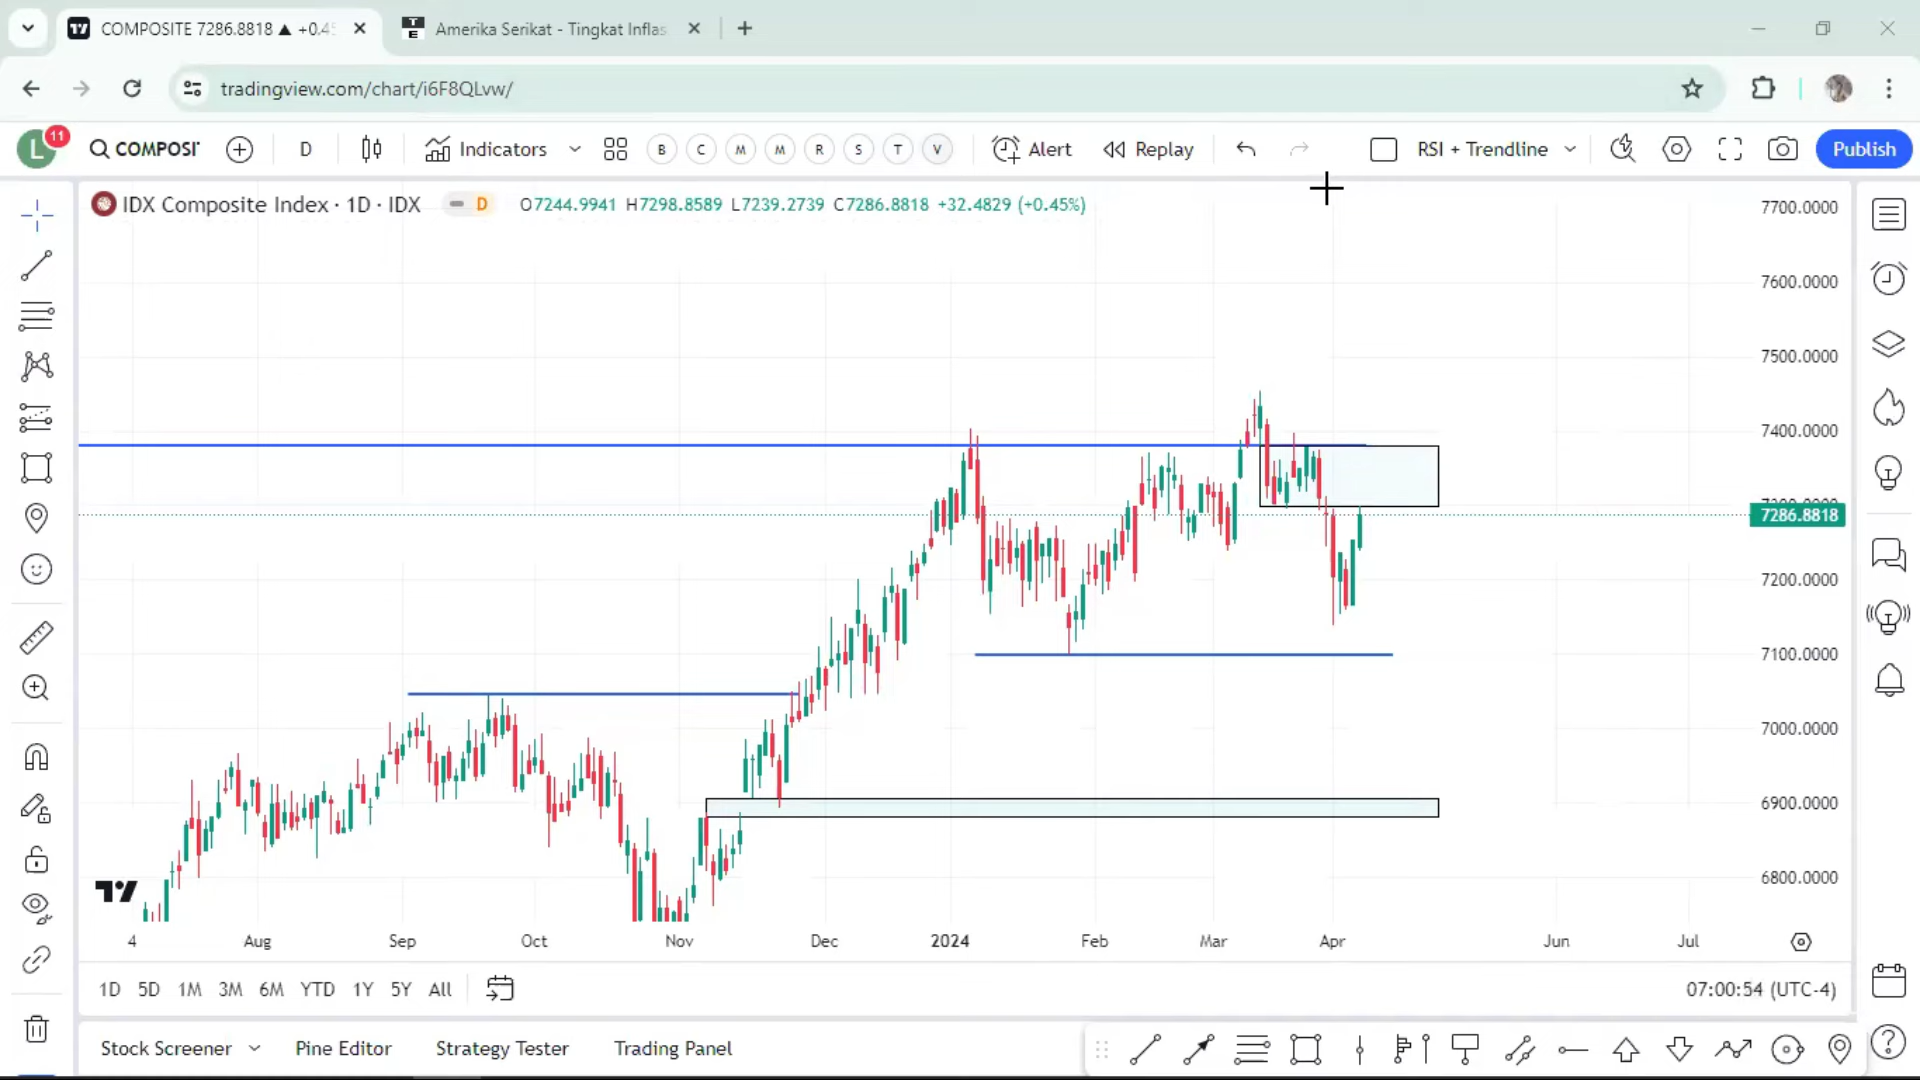 COMPOSITE 7286.8818 ▲ +0.4
Amerika Serikat - Tingkat Inflas
tradingview.com/chart/i6F8QLvw/
L 11 COMPOSI D Indicators B C M M R S T V Alert Replay RSI + Trendline Publish
IDX Composite Index · 1D · IDX D O7244.9941 H7298.8589 L7239.2739 C7286.8818 +32.4829 (+0.45%)
7700.0000
7600.0000
7500.0000
7400.0000
7286.8818
7200.0000
7100.0000
7000.0000
6900.0000
6800.0000
4 Aug Sep Oct Nov Dec 2024 Feb Mar Apr Jun Jul
1D 5D 1M 3M 6M YTD 1Y 5Y All 07:00:54 (UTC-4)
Stock Screener Pine Editor Strategy Tester Trading Panel